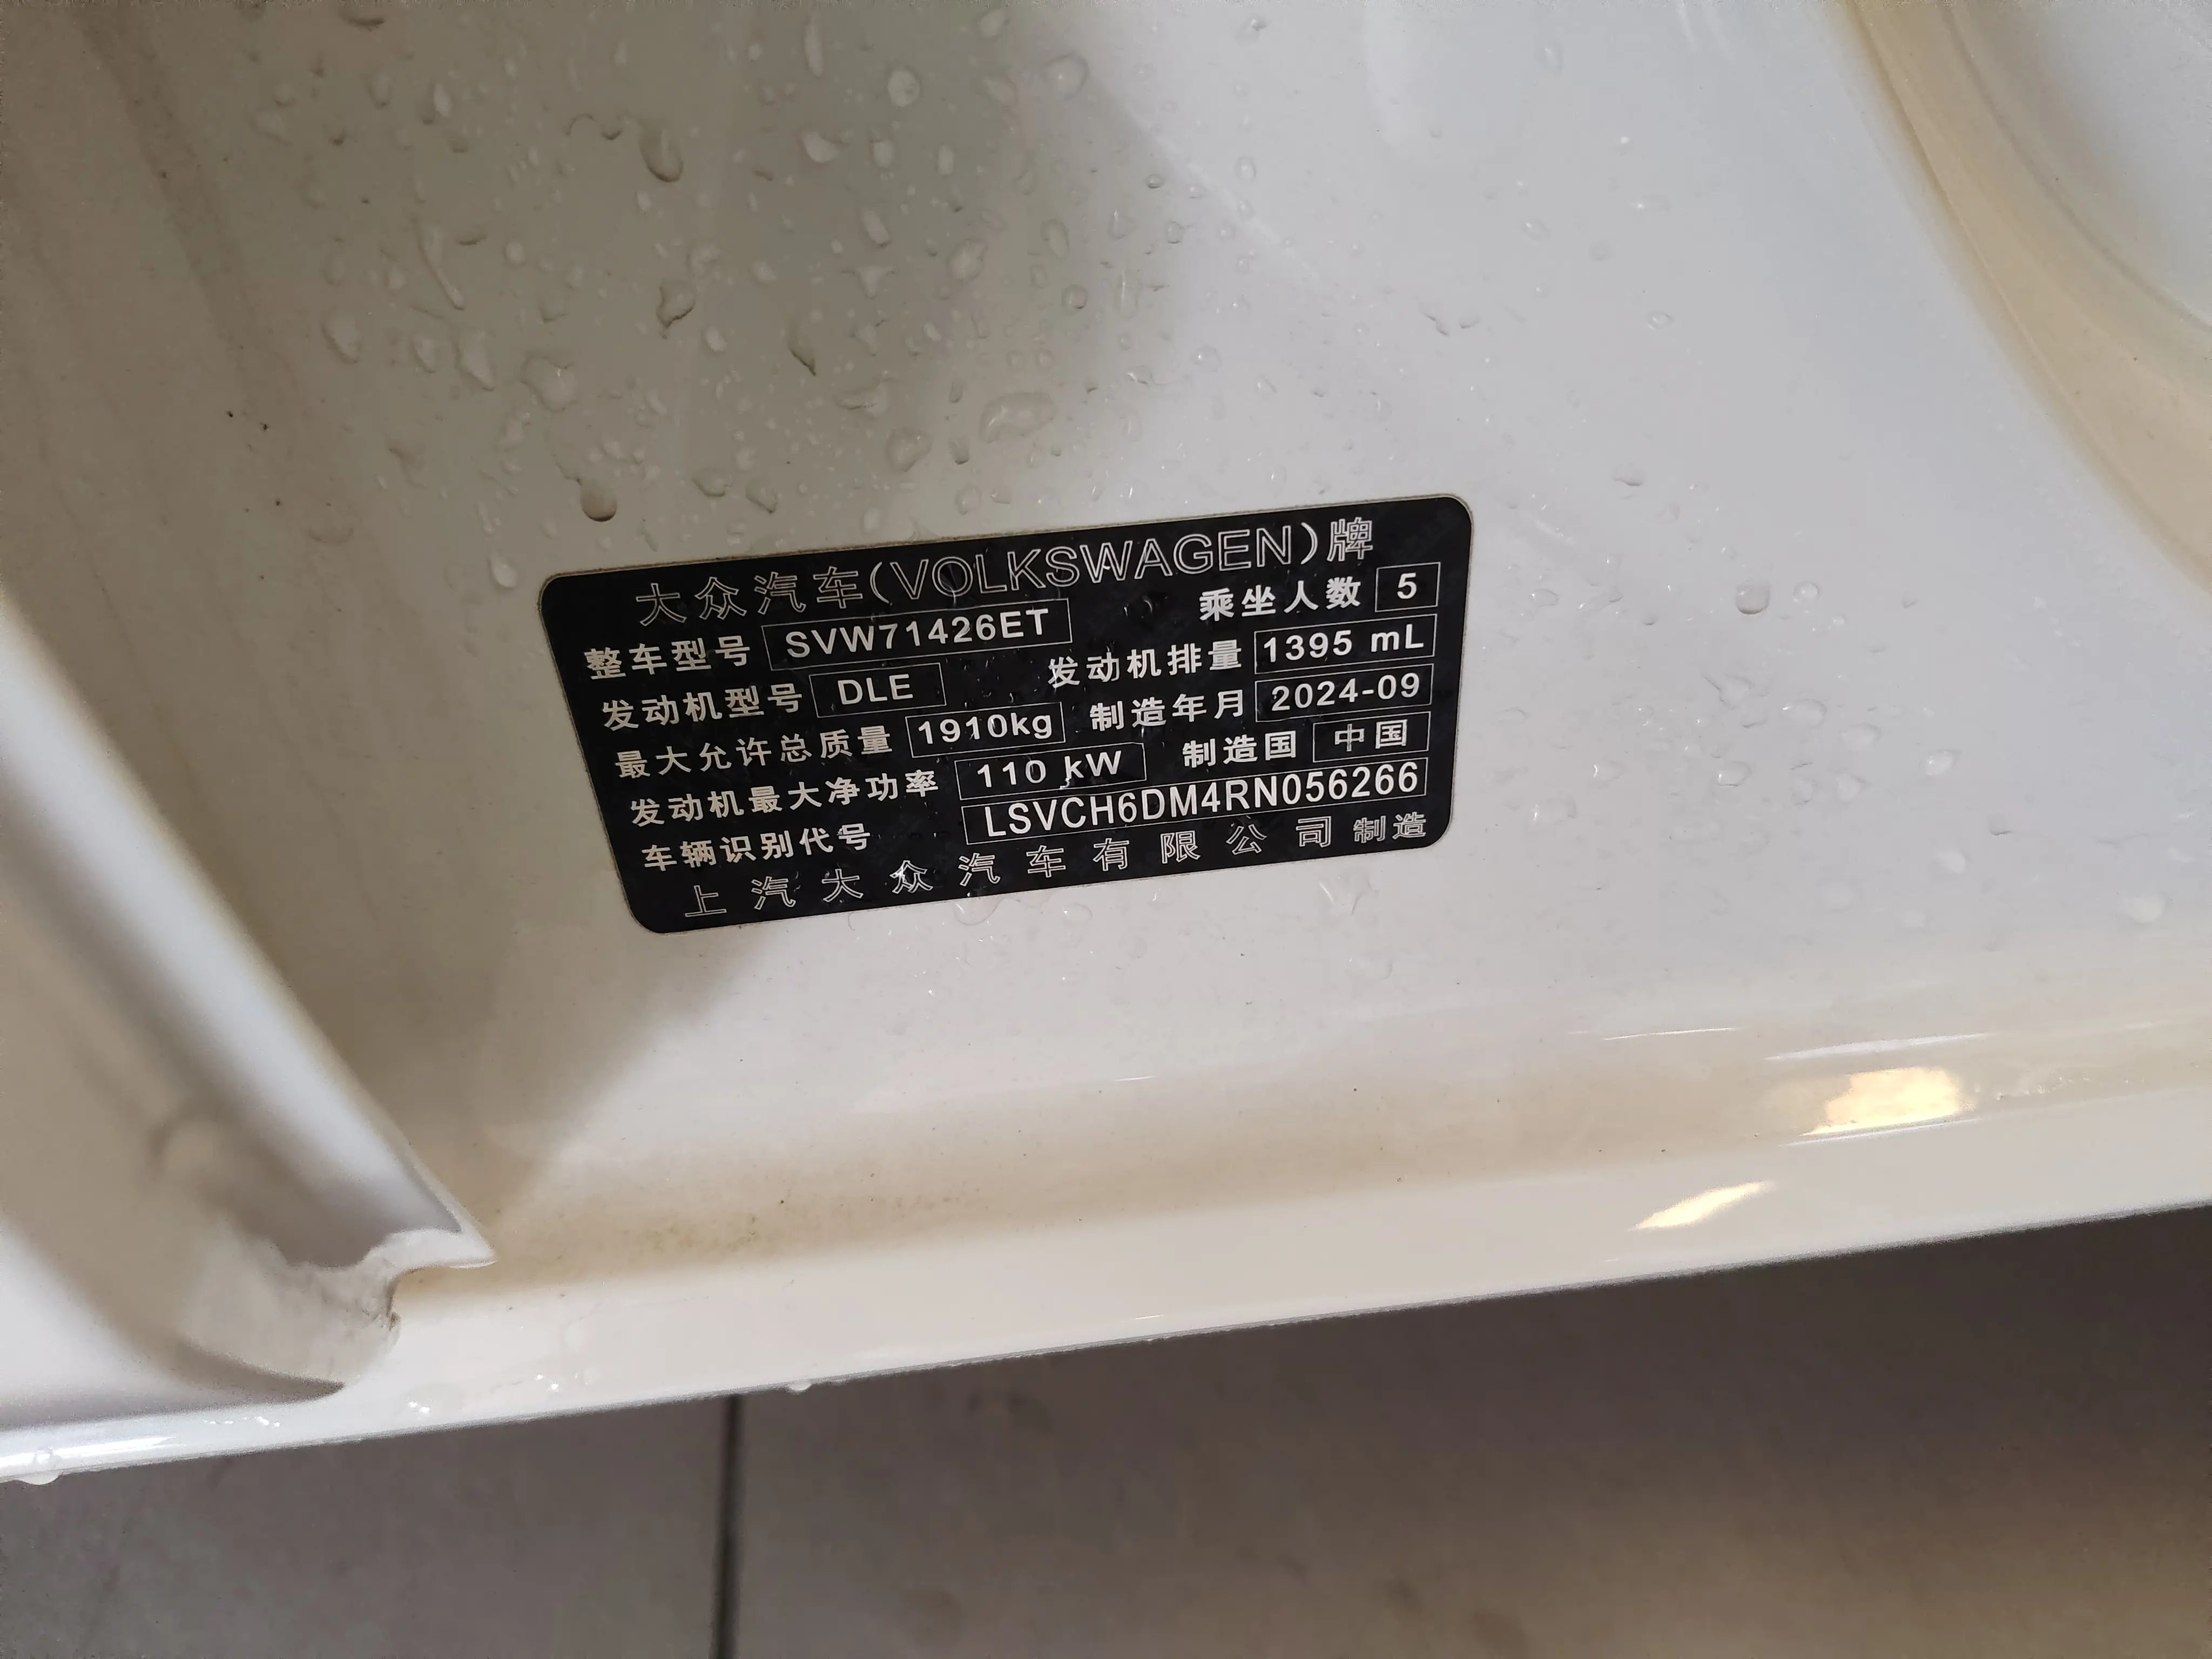 大众汽车(VOLKSWAGEN)牌
整车型号 SVW71426ET 乘坐人数 5
发动机型号 DLE 发动机排量 1395 mL
最大允许总质量 1910kg 制造年月 2024-09
发动机最大净功率 110 kW 制造国 中国
车辆识别代号 LSVCH6DM4RN056266
上汽大众汽车有限公司制造